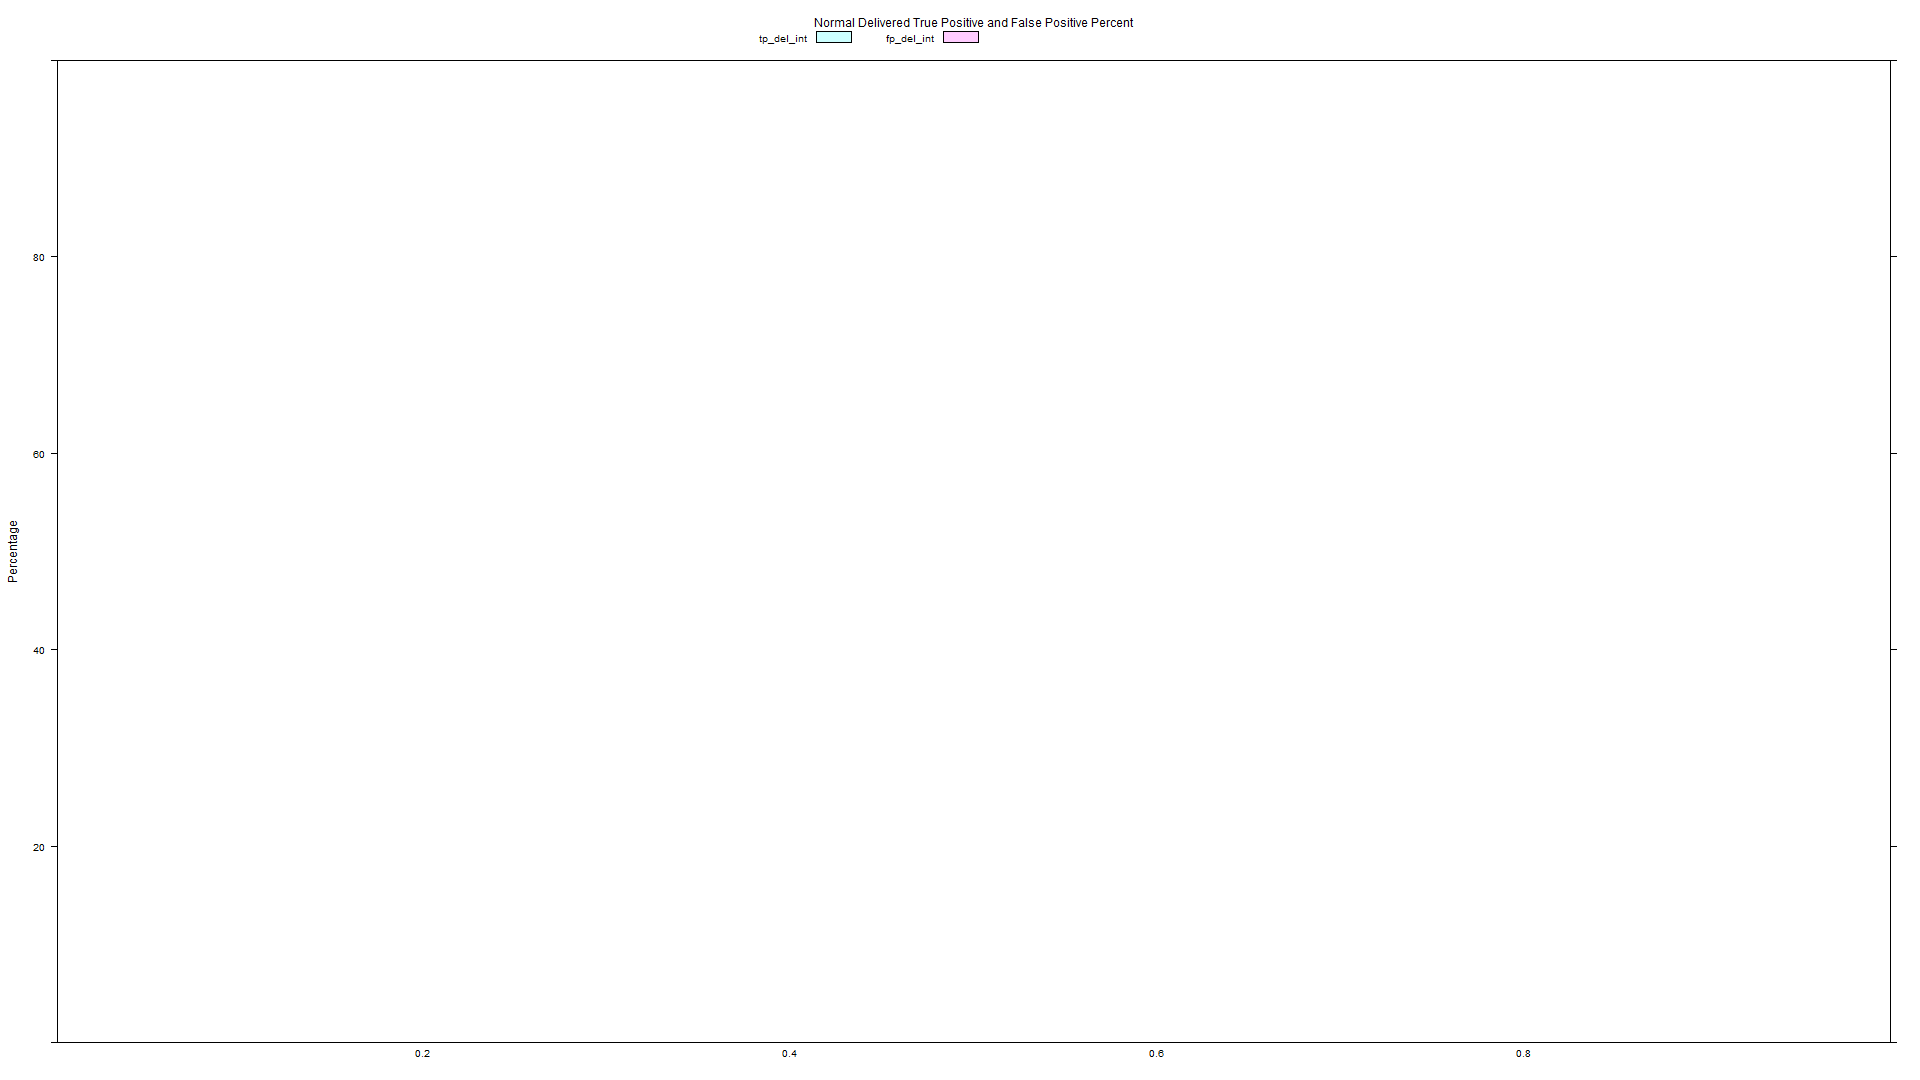 Normal Delivered True Positive and False Positive Percent
tp_del_int fp_del_int
80
60
Percentage
40
20
0.2 0.4 0.6 0.8